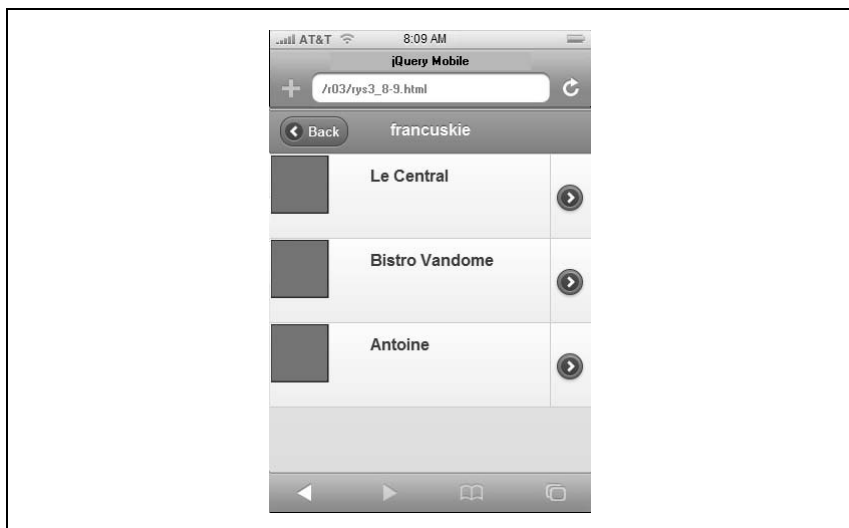 AT&T 8:09 AM
jQuery Mobile
/r03/rys3_8-9.html
Back francuskie
Le Central
Bistro Vandome
Antoine